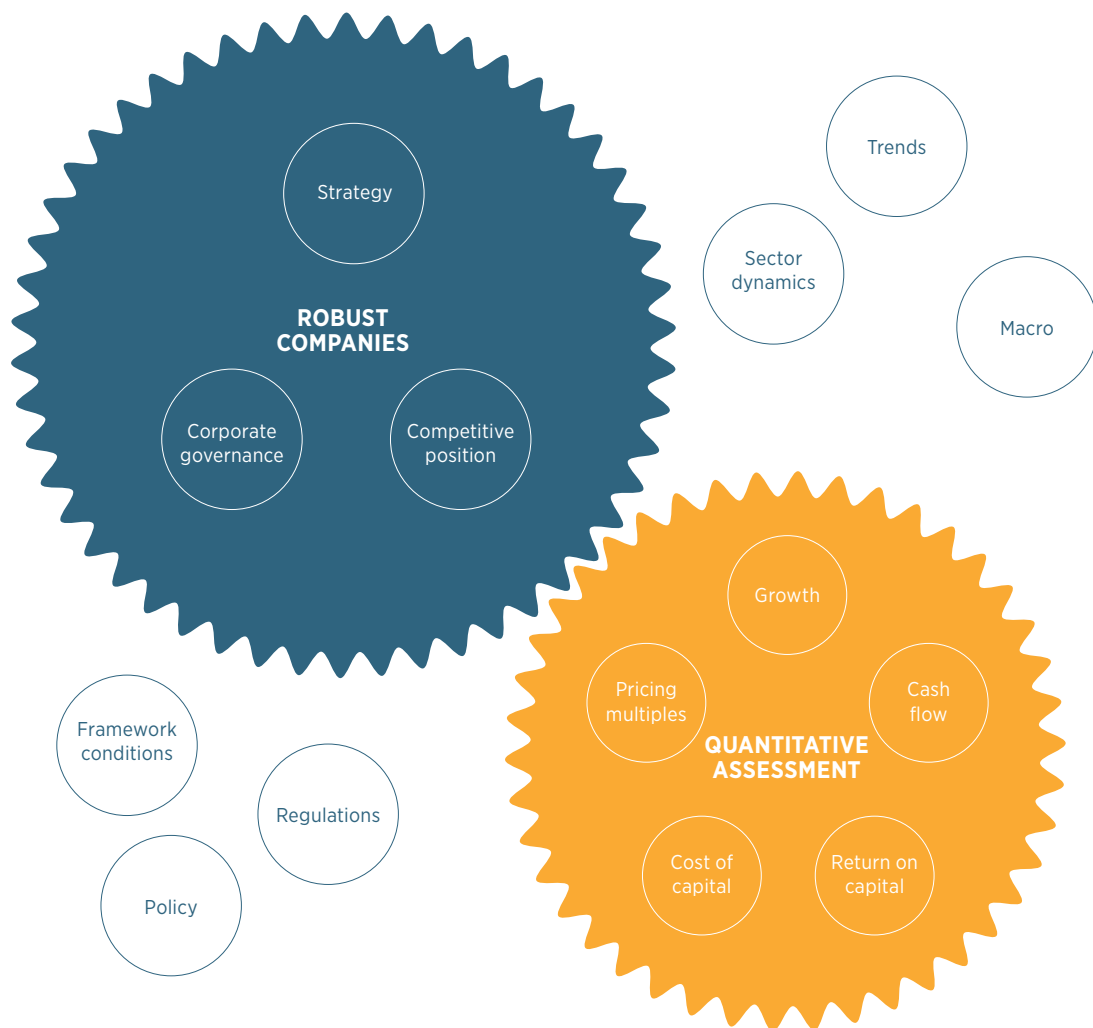 Strategy
ROBUST
COMPANIES
Corporate
governance
Competitive
position
Trends
Sector
dynamics
Macro
Growth
Pricing
multiples
Cash
flow
QUANTITATIVE
ASSESSMENT
Cost of
capital
Return on
capital
Framework
conditions
Regulations
Policy